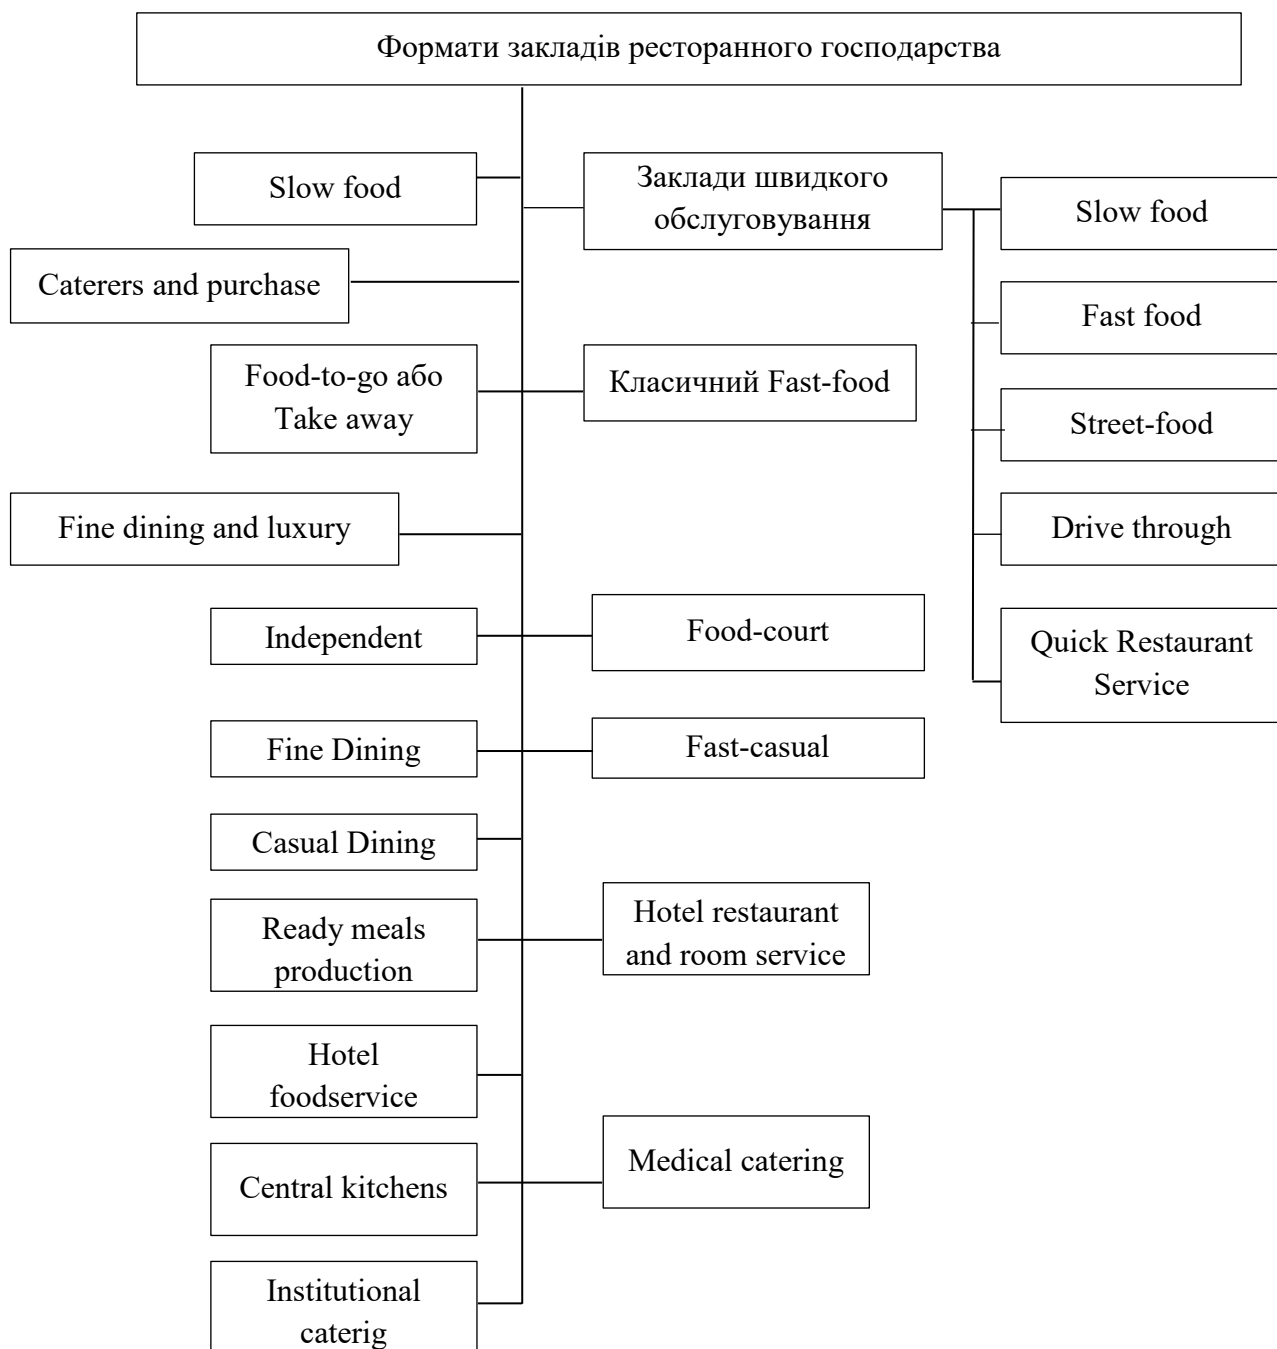 Формати закладів ресторанного господарства
Slow food
Заклади швидкого
обслуговування
Slow food
Caterers and purchase
Fast food
Food-to-go або
Take away
Класичний Fast-food
Street-food
Fine dining and luxury
Drive through
Independent
Food-court
Quick Restaurant
Service
Fine Dining
Fast-casual
Casual Dining
Ready meals
production
Hotel restaurant
and room service
Hotel
foodservice
Central kitchens
Medical catering
Institutional
caterig